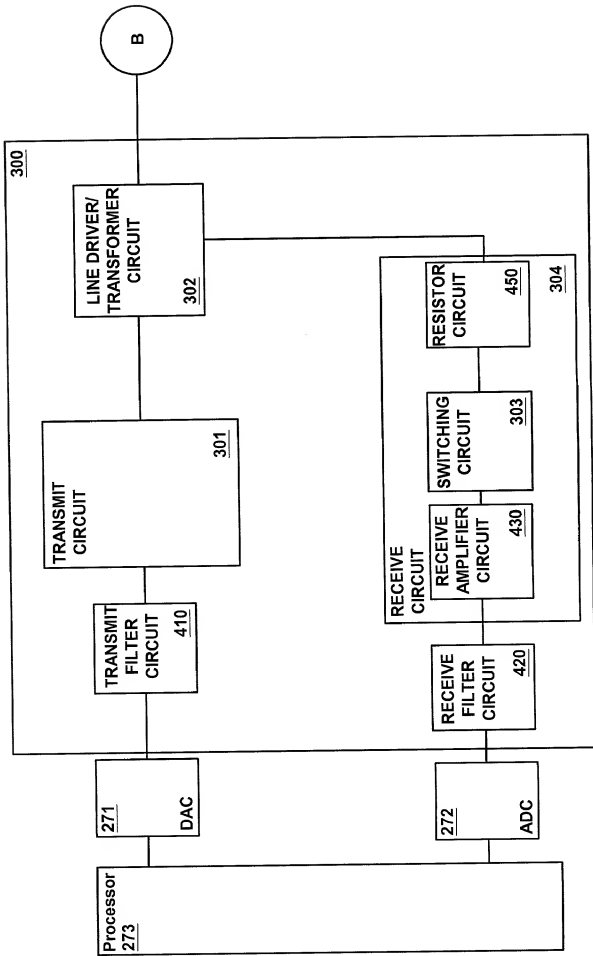 B
300
LINE DRIVER/
TRANSFORMER
CIRCUIT
302
TRANSMIT
CIRCUIT
301
TRANSMIT
FILTER
CIRCUIT
410
271
DAC
Processor
273
RECEIVE
CIRCUIT
304
RESISTOR
CIRCUIT
450
SWITCHING
CIRCUIT
303
RECEIVE
AMPLIFIER
CIRCUIT
430
RECEIVE
FILTER
CIRCUIT
420
272
ADC